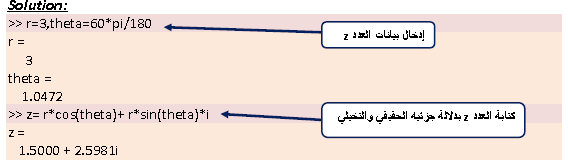 Solution:
>> r=3,theta=60*pi/180
إدخال بيانات العدد z
r =
3
theta =
1.0472
>> z= r*cos(theta)+ r*sin(theta)*i
كتابة العدد z بدلالة جزئيه الحقيقي والتخيلي
z =
1.5000 + 2.5981i